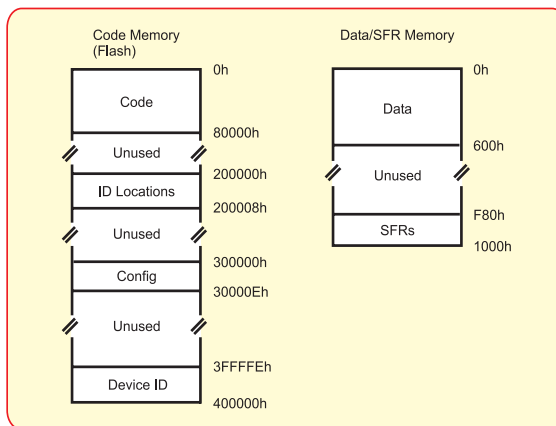 Code Memory
(Flash)
0h
Code
80000h
Unused
200000h
ID Locations
200008h
Unused
300000h
Config
30000Eh
Unused
3FFFFEh
Device ID
400000h
Data/SFR Memory
0h
Data
600h
Unused
F80h
SFRs
1000h